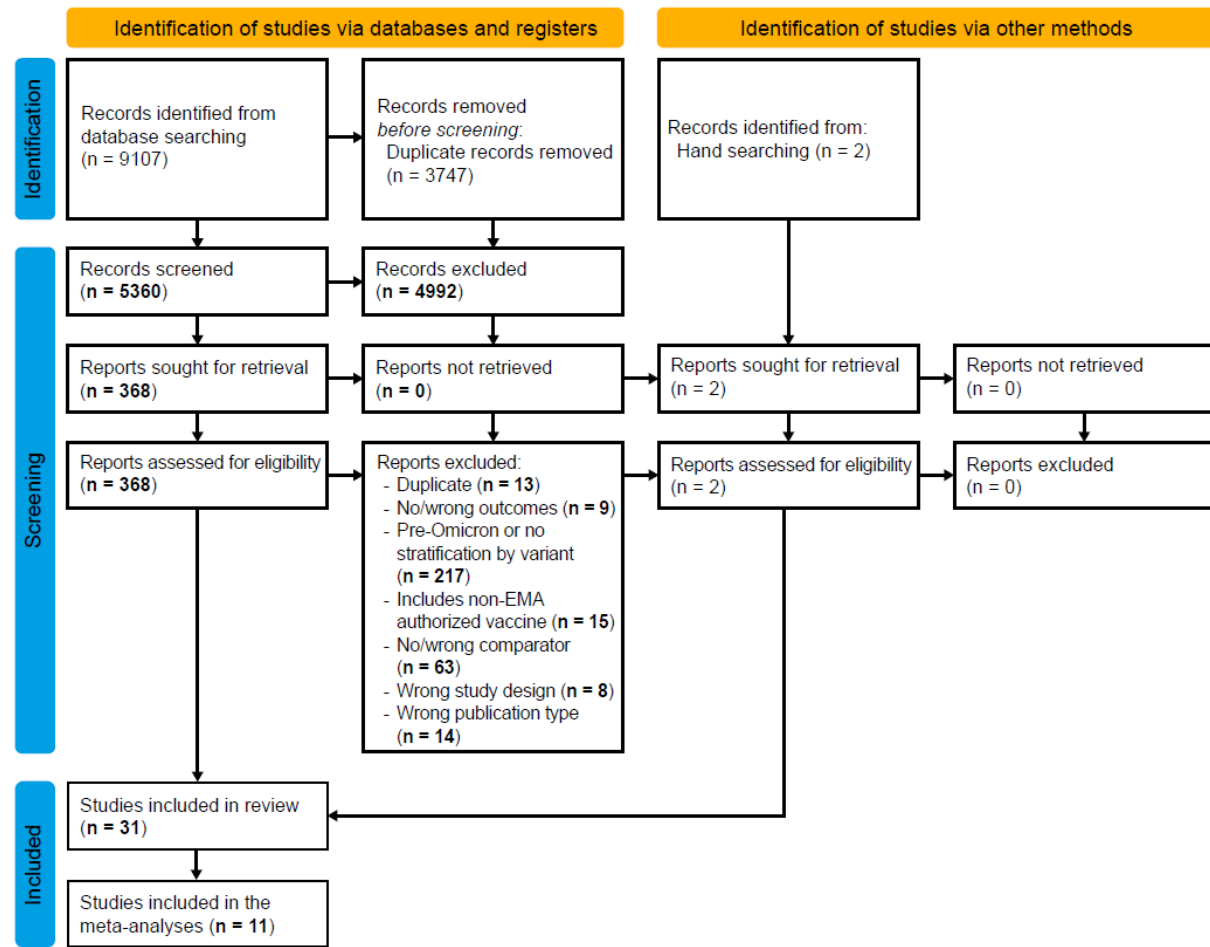 Identification of studies via databases and registers
Identification of studies via other methods
Identification
Records identified from
database searching
(n = 9107)
Records removed
before screening:
Duplicate records removed
(n = 3747)
Records identified from:
Hand searching (n = 2)
Screening
Records screened
(n = 5360)
Records excluded
(n = 4992)
Reports sought for retrieval
(n = 368)
Reports not retrieved
(n = 0)
Reports sought for retrieval
(n = 2)
Reports not retrieved
(n = 0)
Reports assessed for eligibility
(n = 368)
Reports excluded:
- Duplicate (n = 13)
- No/wrong outcomes (n = 9)
- Pre-Omicron or no
stratification by variant
(n = 217)
- Includes non-EMA
authorized vaccine (n = 15)
- No/wrong comparator
(n = 63)
- Wrong study design (n = 8)
- Wrong publication type
(n = 14)
Reports assessed for eligibility
(n = 2)
Reports excluded
(n = 0)
Included
Studies included in review
(n = 31)
Studies included in the
meta-analyses (n = 11)